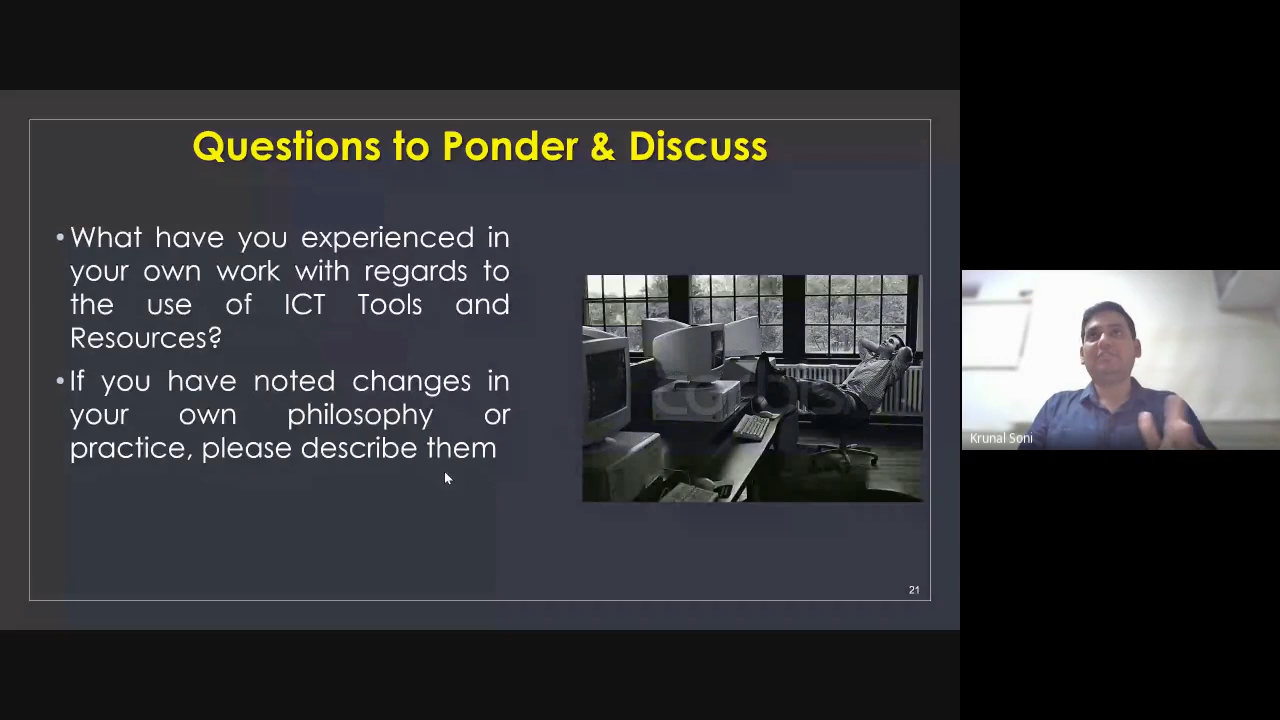 Questions to Ponder & Discuss
•What have you experienced in
your own work with regards to
the use of ICT Tools and
Resources?
•If you have noted changes in
your own philosophy or
practice, please describe them
Krunal Soni
21